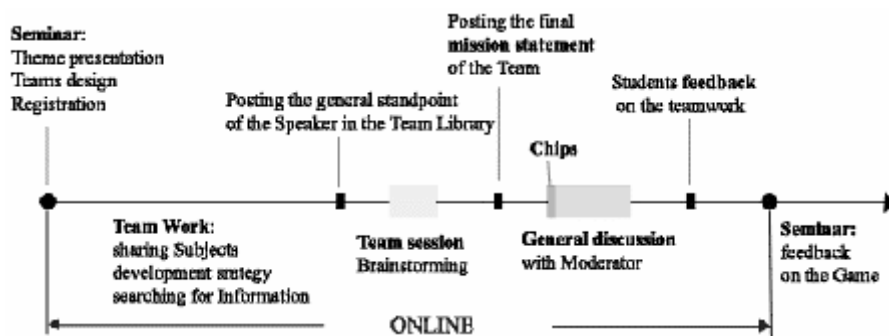 Seminar:
Theme presentation
Teams design
Registration
Posting the general standpoint
of the Speaker in the Team Library
Posting the final
mission statement
of the Team
Students feedback
on the teamwork
Chips
Team Work:
sharing Subjects
development stategy
searching for Information
Team session
Brainstorming
General discussion
with Moderator
Seminar:
feedback
on the Game
ONLINE